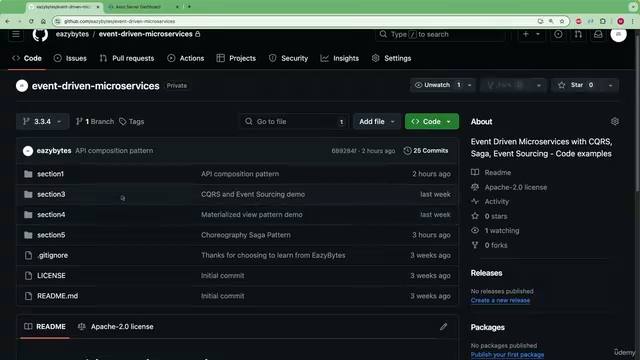 eazybytes/event-driven-micros
Axon Server Dashboard
github.com/eazybytes/event-driven-microservices
eazybytes / event-driven-microservices
Type / to search
Code Issues Pull requests Actions Projects Security Insights Settings
event-driven-microservices Private
Unwatch 1
Star 0
3.3.4 1 Branch Tags
Go to file
Add file
Code
eazybytes API composition pattern
689284f · 2 hours ago
25 Commits
section1 API composition pattern 2 hours ago
section3 CQRS and Event Sourcing demo last week
section4 Materialized view pattern demo last week
section5 Choreography Saga Pattern 3 hours ago
.gitignore Thanks for choosing to learn from EazyBytes 3 weeks ago
LICENSE Initial commit 3 weeks ago
README.md Initial commit 3 weeks ago
README Apache-2.0 license
About
Event Driven Microservices with CQRS,
Saga, Event Sourcing - Code examples
Readme
Apache-2.0 license
Activity
0 stars
1 watching
0 forks
Releases
No releases published
Create a new release
Packages
No packages published
Publish your first package
udemy